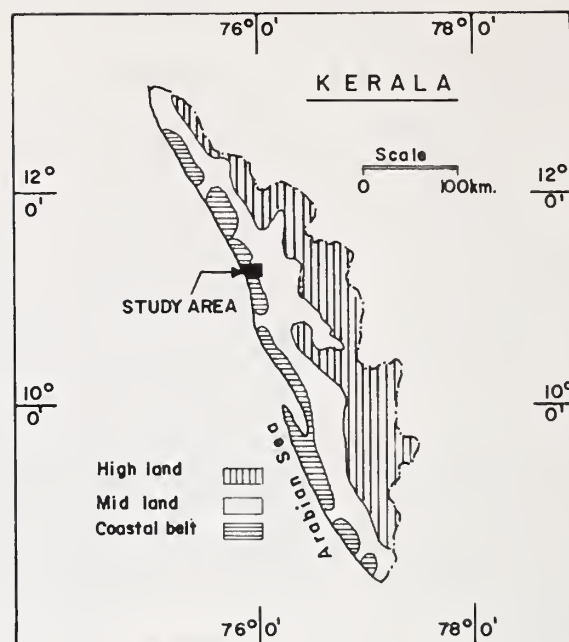 76°0' 78°0'
KERALA
Scale
0 100km.
12°
0'
12°
0'
STUDY AREA
10°
0'
10°
0'
Arabian Sea
High land
Mid land
Coastal belt
76°0' 78°0'